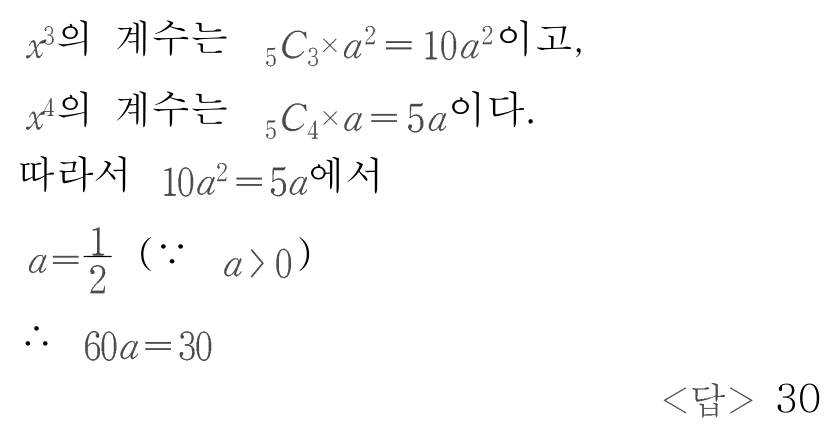 x³의 계수는 ₅C₃×a²=10a²이고,
x⁴의 계수는 ₅C₄×a=5a이다.
따라서 10a²=5a에서
a=1/2 (∵ a>0)
∴ 60a=30
<답> 30